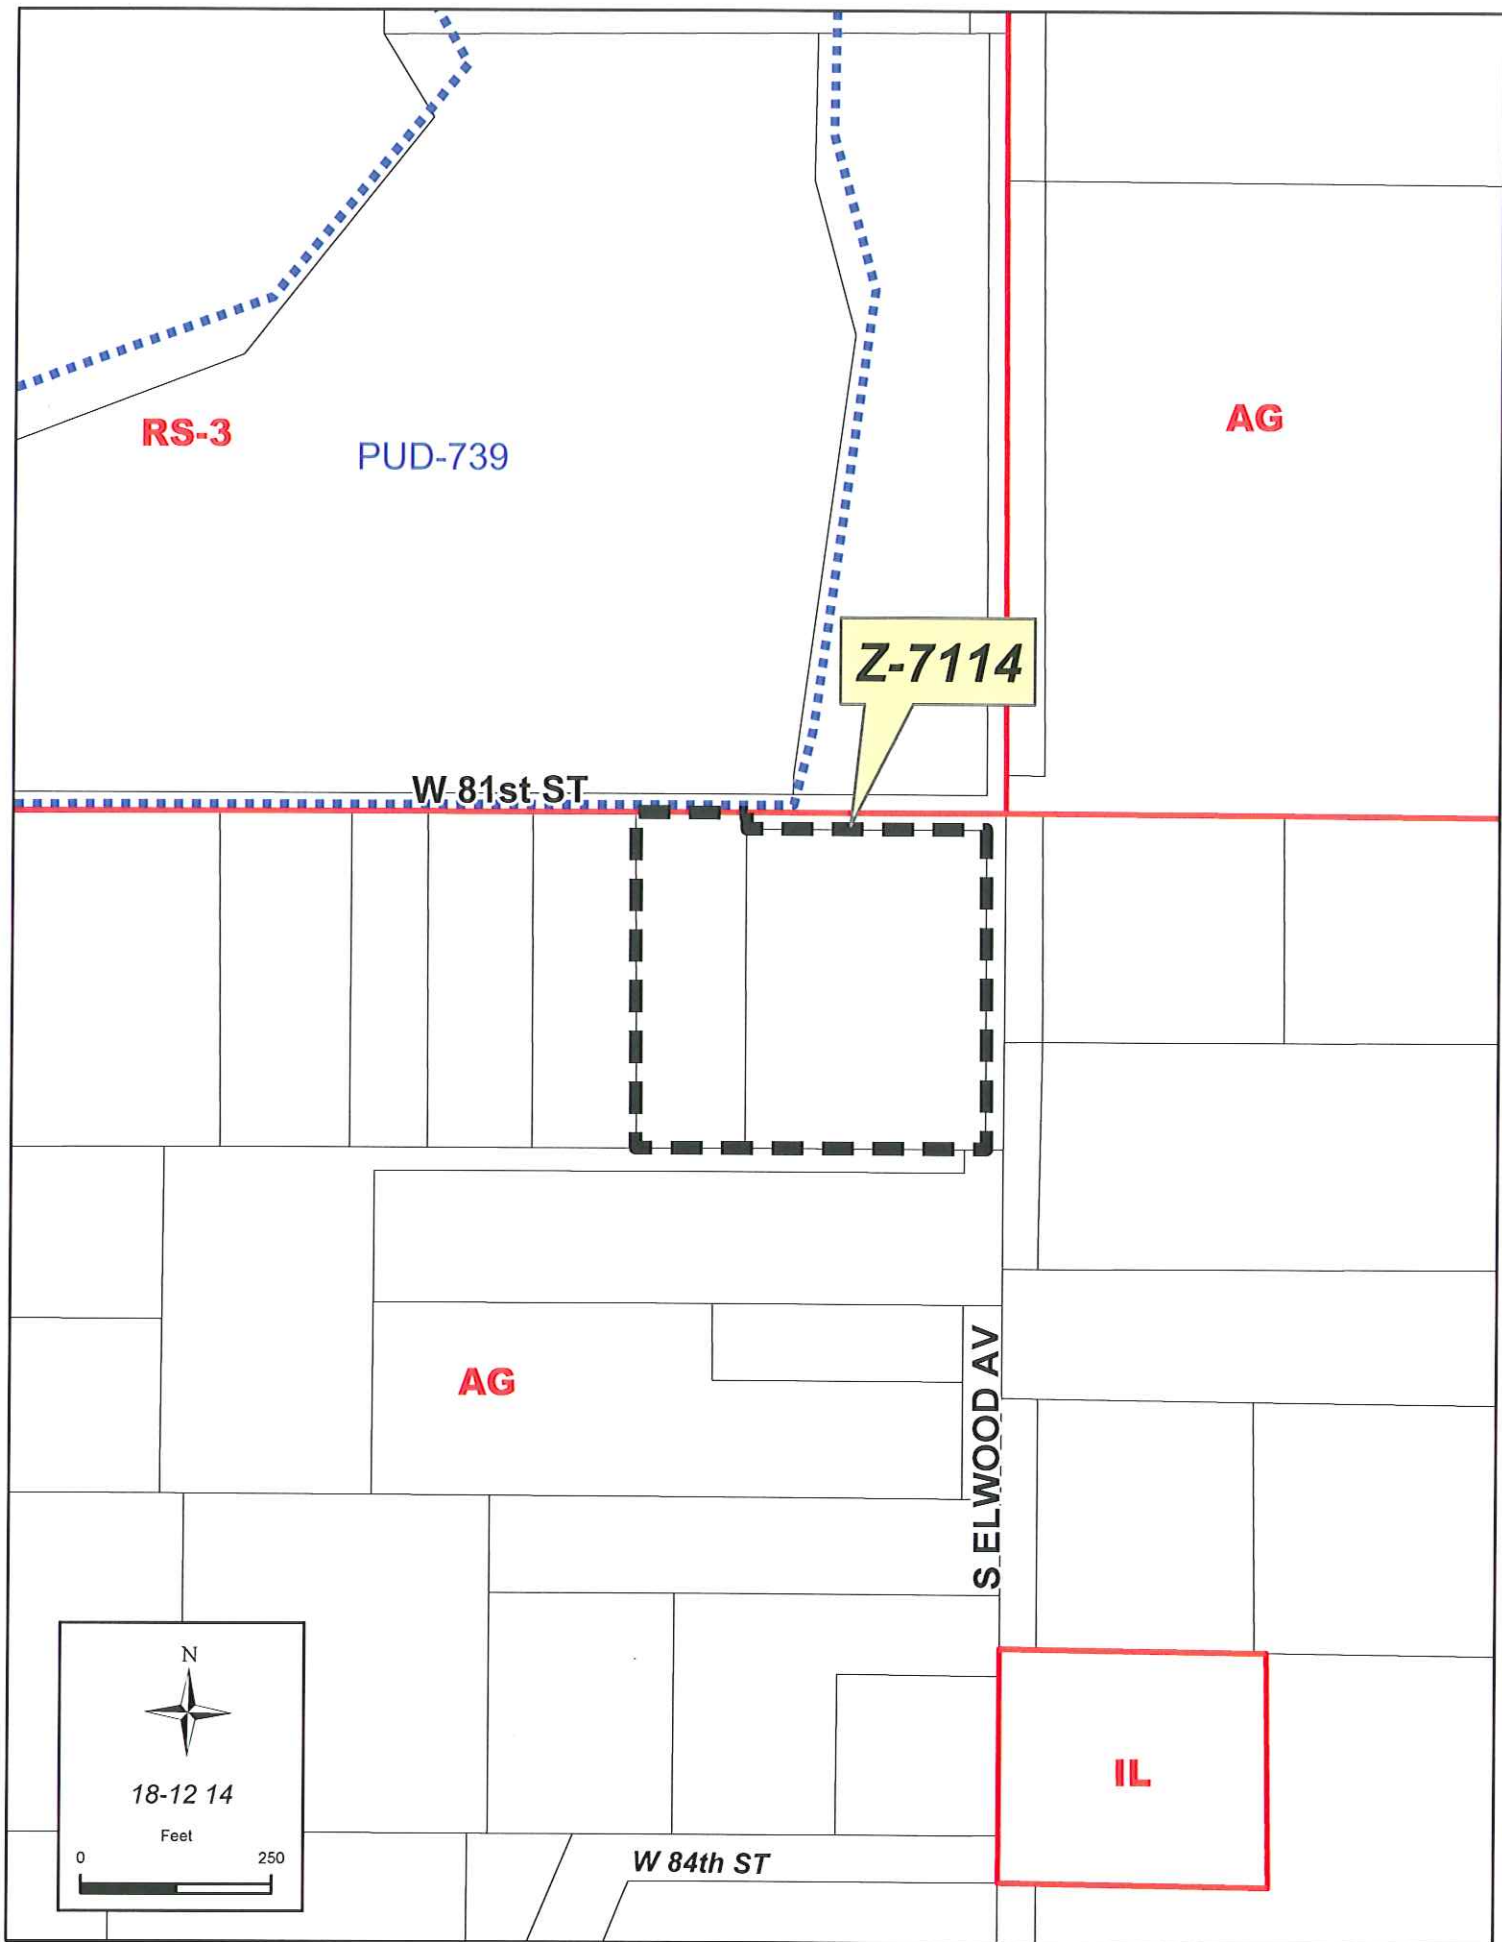 RS-3
PUD-739
AG
Z-7114
W 81st ST
AG
S ELWOOD AV
IL
N
18-12 14
Feet
0 250
W 84th ST